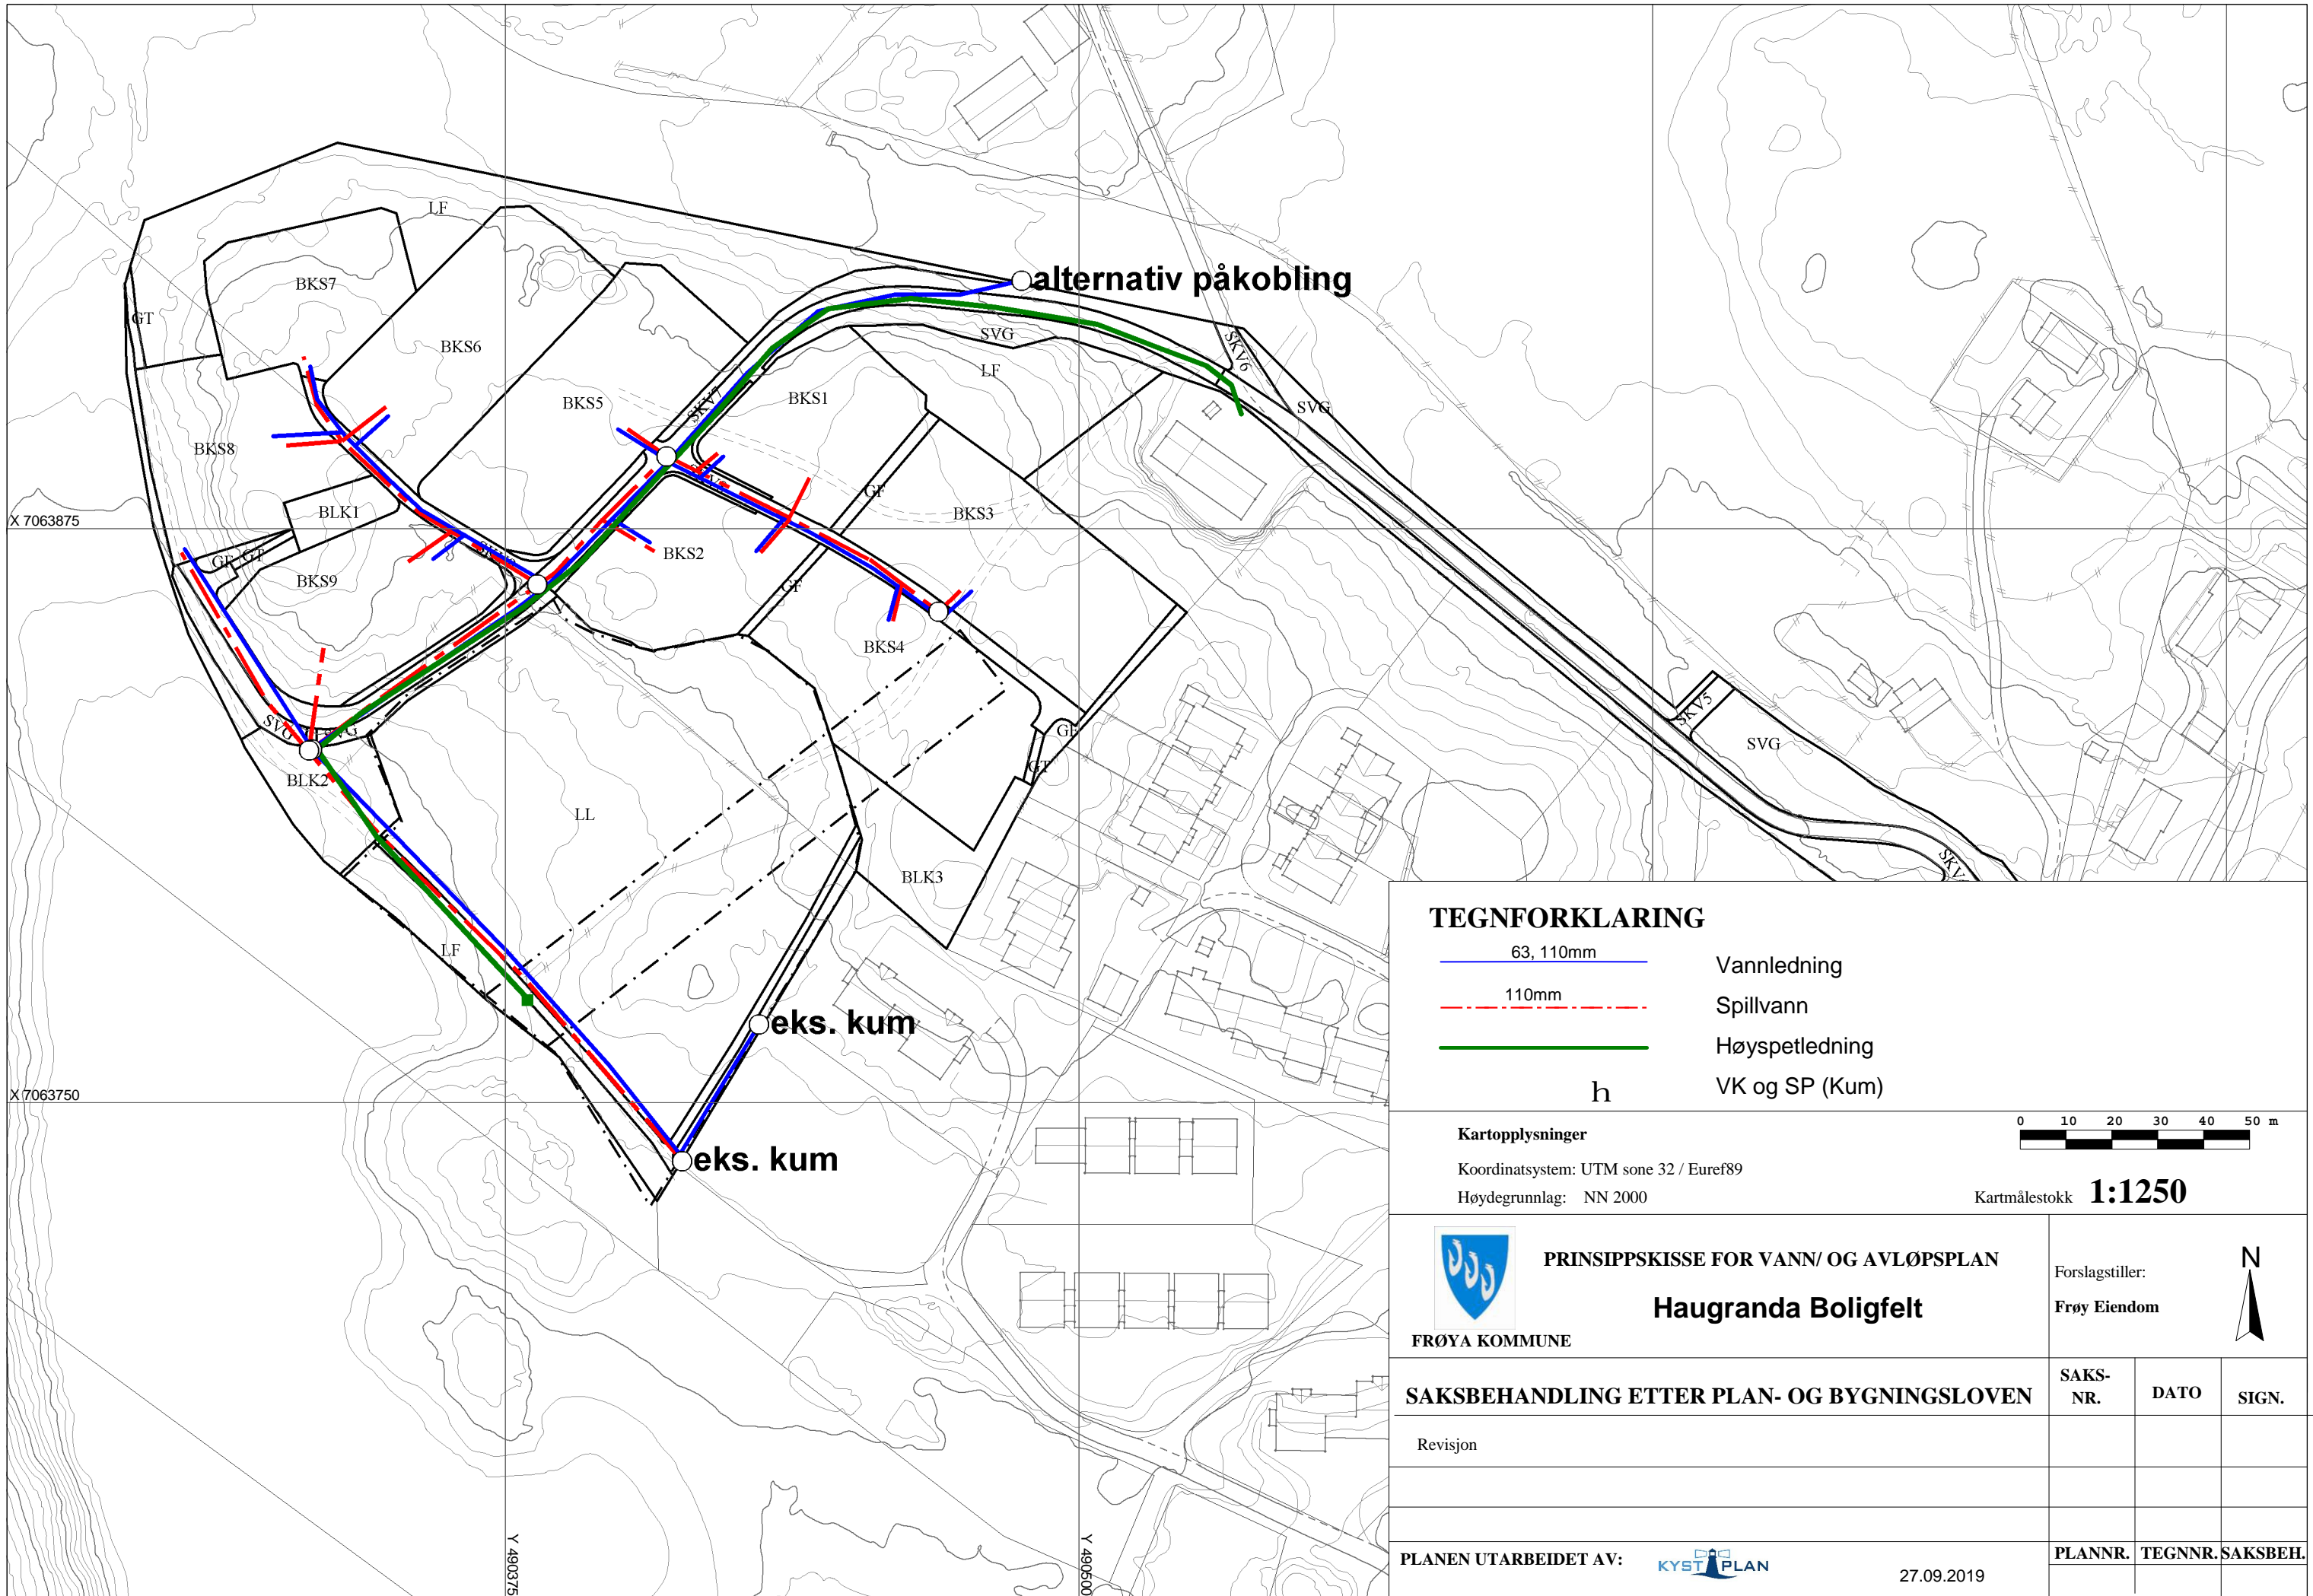 LF
BKS7
alternativ påkobling
GT
SVG
SKV6
BKS6
LF
BKS5
SKV7
BKS1
SVG
BKS8
GF
BLK1
BKS3
X 7063875
BKS2
GF
GT
BKS9
GF
BKS4
SVG
SVG
GF
SKV5
SVG
BLK2
GT
LL
SKV
BLK3
LF
eks. kum
X 7063750
eks. kum
Y 490375
Y 490500
TEGNFORKLARING
63, 110mm
Vannledning
110mm
Spillvann
Høyspetledning
h
VK og SP (Kum)
Kartopplysninger
0 10 20 30 40 50 m
Koordinatsystem: UTM sone 32 / Euref89
Høydegrunnlag: NN 2000
Kartmålestokk 1:1250
PRINSIPPSKISSE FOR VANN/ OG AVLØPSPLAN
Haugranda Boligfelt
FRØYA KOMMUNE
Forslagstiller:
Frøy Eiendom
N
SAKSBEHANDLING ETTER PLAN- OG BYGNINGSLOVEN
SAKS-
NR.
DATO
SIGN.
Revisjon
PLANEN UTARBEIDET AV:
KYST PLAN
27.09.2019
PLANNR.
TEGNNR.
SAKSBEH.